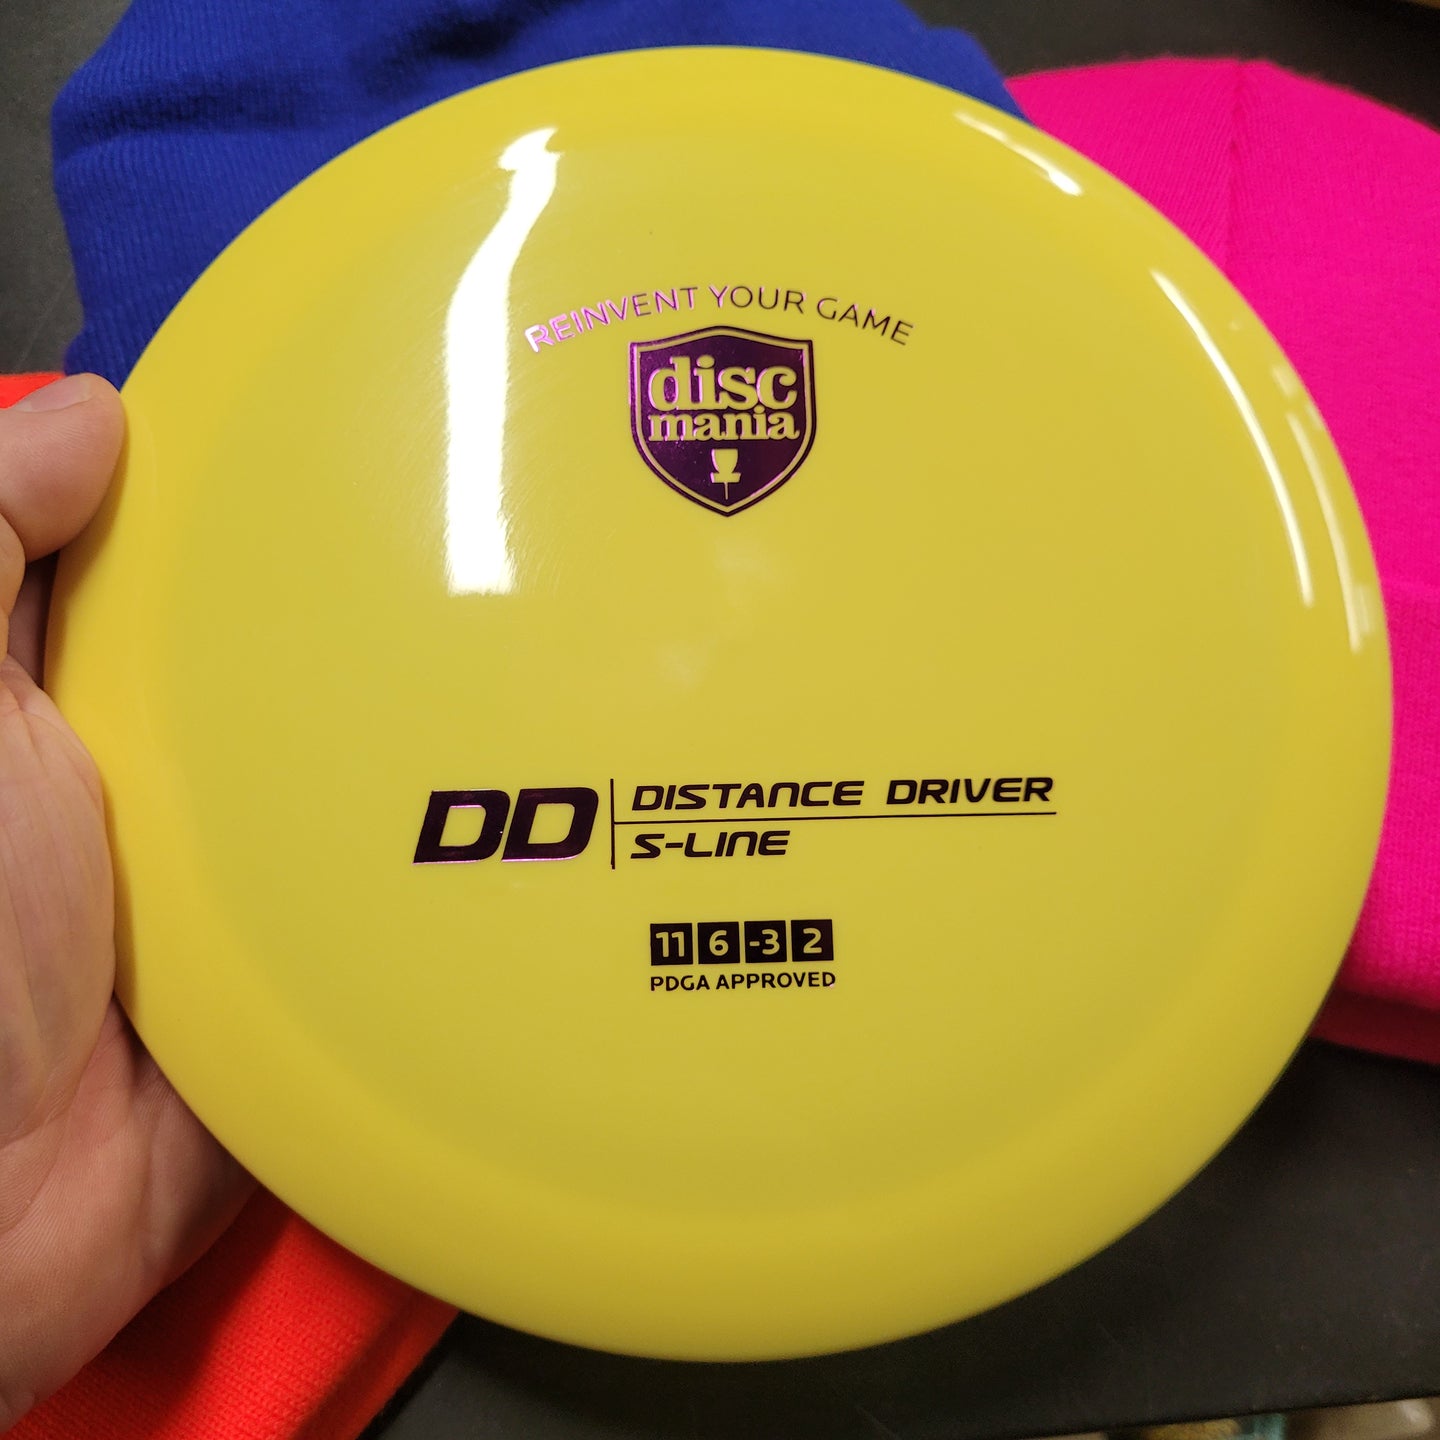 REINVENT YOUR GAME
disc
mania
DD
DISTANCE DRIVER
S-LINE
11 6 -3 2
PDGA APPROVED